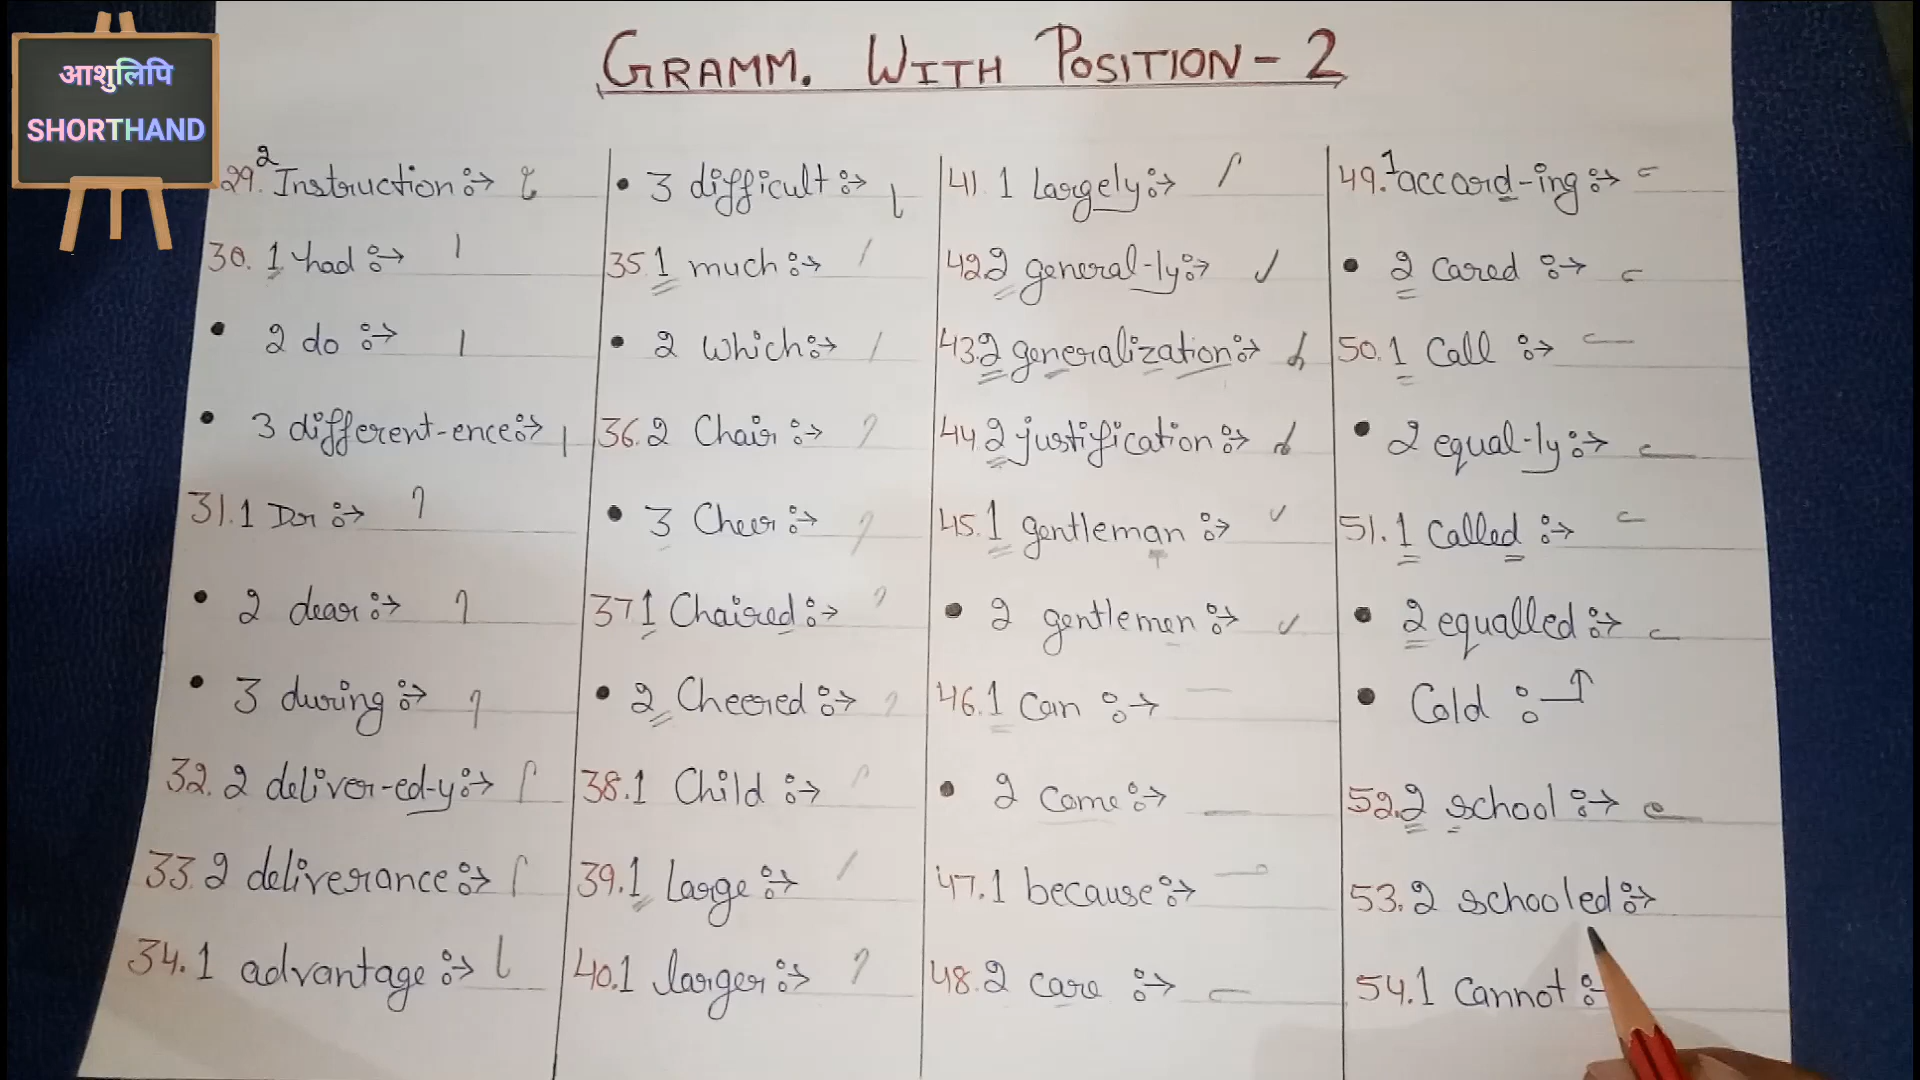 आशुलिपि
SHORTHAND
GRAMM. WITH POSITION - 2
29. 2 Instruction
30. 1 had
• 2 do
• 3 different-ence
31. 1 Dr
• 2 dear
• 3 during
32. 2 deliver-ed-y
33. 2 deliverance
34. 1 advantage
• 3 difficult
35. 1 much
• 2 which
36. 2 Chair
• 3 Cheer
37 1 Chaired
• 2 Cheered
38. 1 Child
39. 1 Large
40. 1 larger
41. 1 Largely
42 2 general-ly
43. 2 generalization
44 2 justification
45. 1 gentleman
• 2 gentlemen
46. 1 Can
• 2 Come
47. 1 because
48. 2 care
49. 1 accord-ing
• 2 cared
50. 1 Call
• 2 equal-ly
51. 1 Called
• 2 equalled
• Cold
52. 2 school
53. 2 schooled
54. 1 Cannot